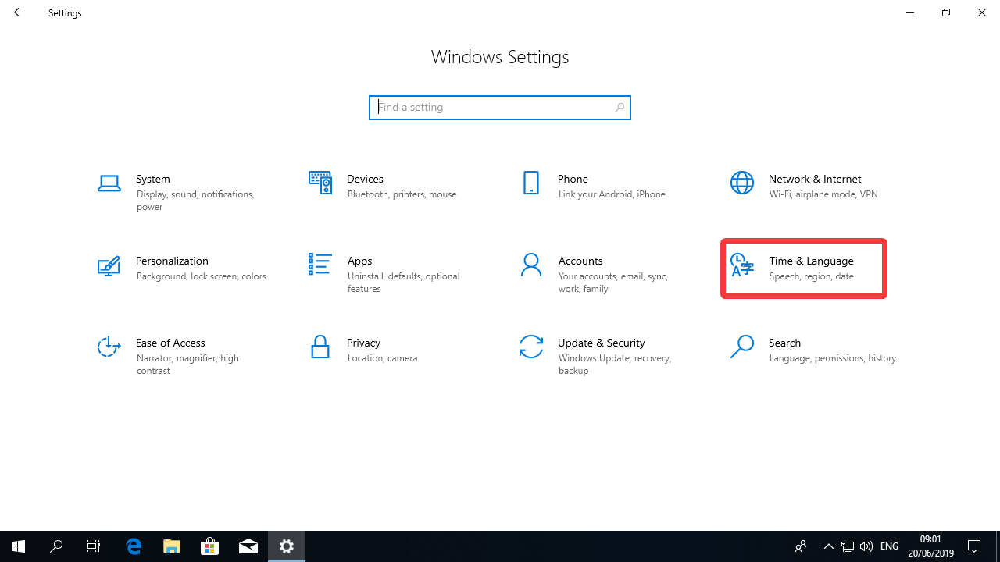 Settings
Windows Settings
Find a setting
System
Display, sound, notifications,
power
Devices
Bluetooth, printers, mouse
Phone
Link your Android, iPhone
Network & Internet
Wi-Fi, airplane mode, VPN
Personalization
Background, lock screen, colors
Apps
Uninstall, defaults, optional
features
Accounts
Your accounts, email, sync,
work, family
Time & Language
Speech, region, date
A字
Ease of Access
Narrator, magnifier, high
contrast
Privacy
Location, camera
Update & Security
Windows Update, recovery,
backup
Search
Language, permissions, history
ENG
09:01
20/06/2019